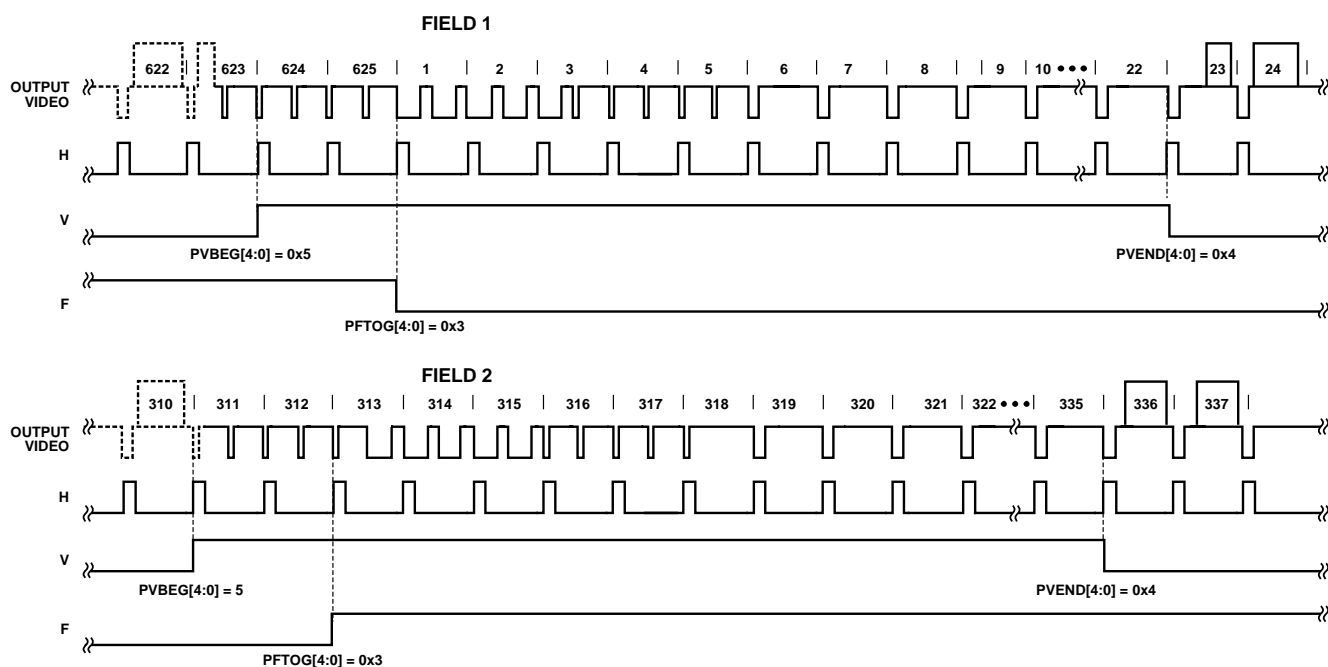 FIELD 1
622 623 624 625 1 2 3 4 5 6 7 8 9 10 ••• 22 23 24
OUTPUT
VIDEO
H
V
PVBEG[4:0] = 0x5 PVEND[4:0] = 0x4
F
PFTOG[4:0] = 0x3
FIELD 2
310 311 312 313 314 315 316 317 318 319 320 321 322 ••• 335 336 337
OUTPUT
VIDEO
H
V
PVBEG[4:0] = 5 PVEND[4:0] = 0x4
F
PFTOG[4:0] = 0x3